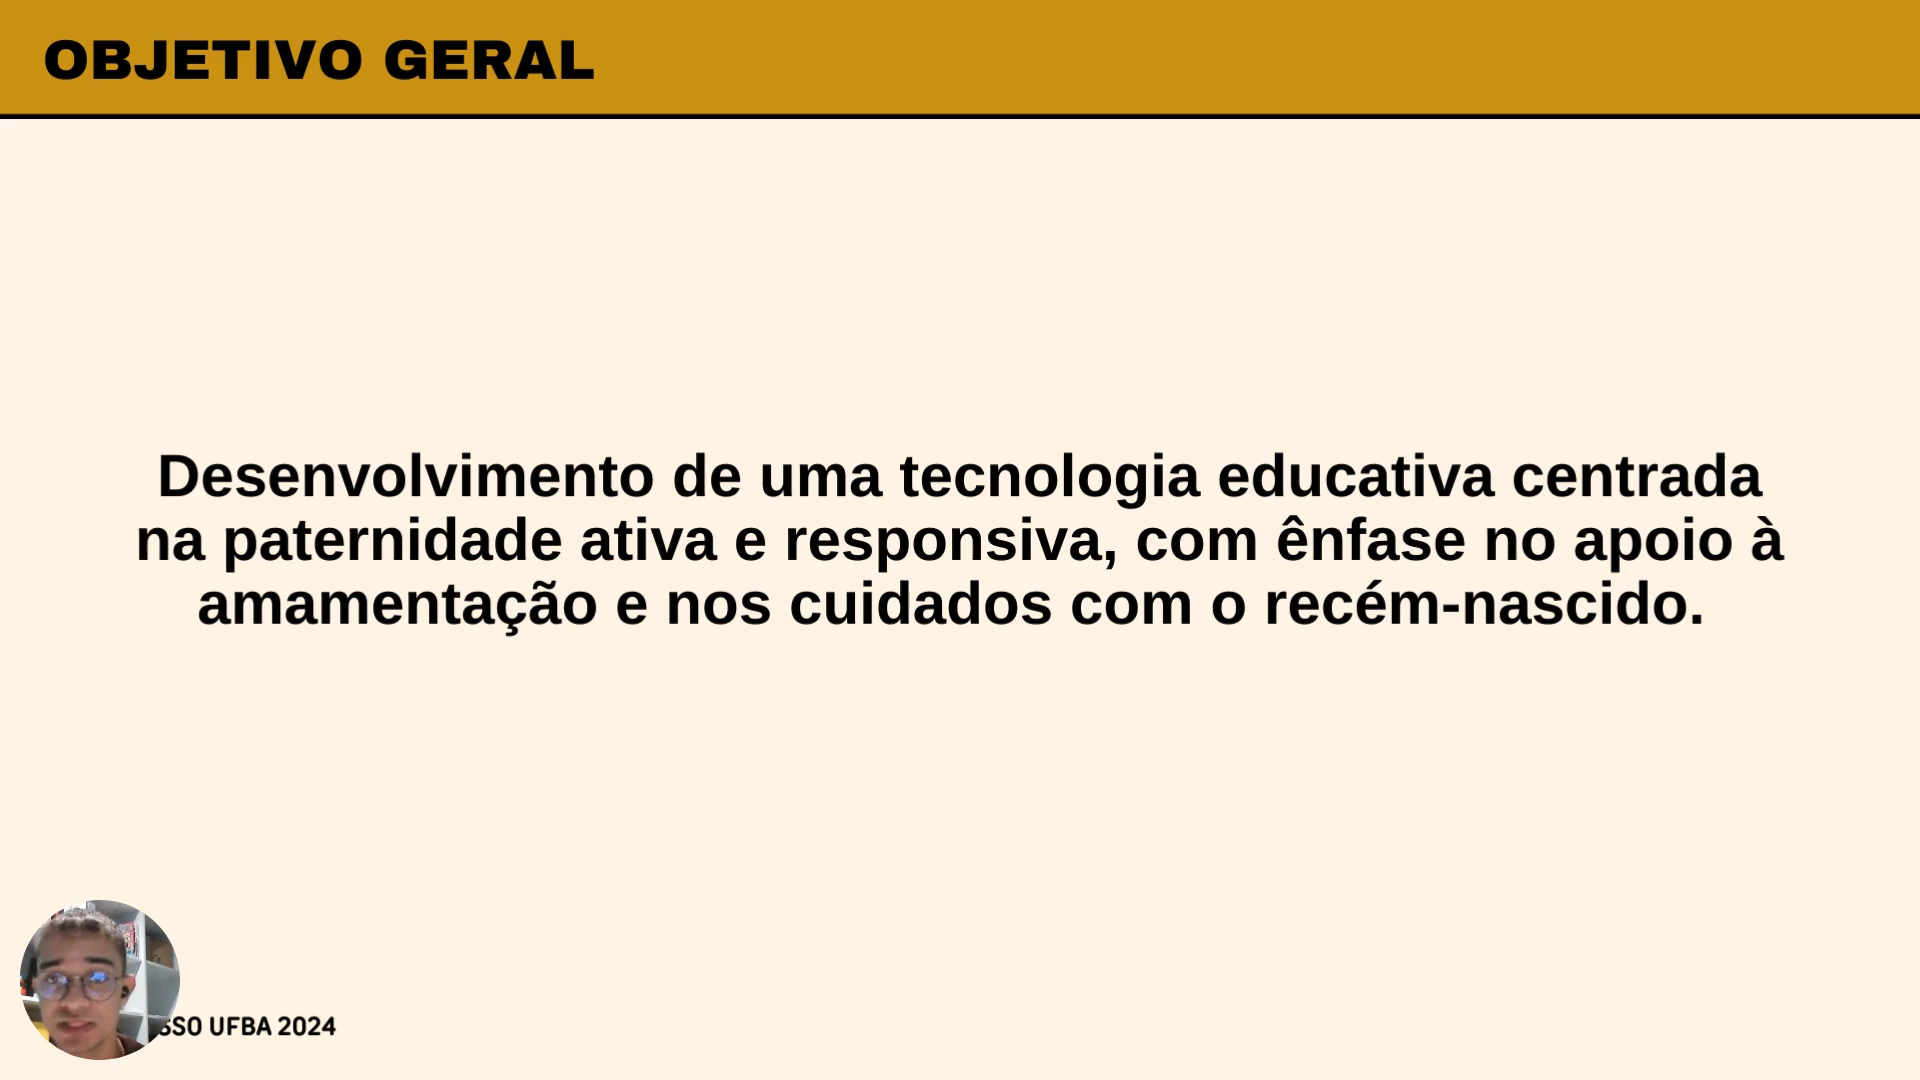 OBJETIVO GERAL
Desenvolvimento de uma tecnologia educativa centrada
na paternidade ativa e responsiva, com ênfase no apoio à
amamentação e nos cuidados com o recém-nascido.
UFBA 2024